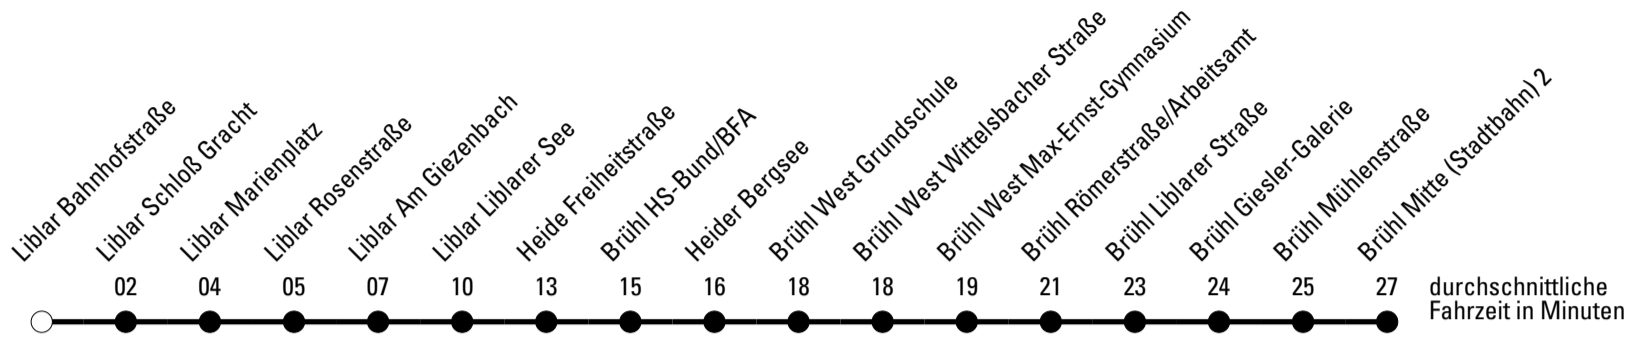 Liblar Bahnhofstraße
Liblar Schloß Gracht
Liblar Marienplatz
Liblar Rosenstraße
Liblar Am Giezenbach
Liblar Liblarer See
Heide Freiheitstraße
Brühl HS-Bund/BFA
Heider Bergsee
Brühl West Grundschule
Brühl West Wittelsbacher Straße
Brühl West Max-Ernst-Gymnasium
Brühl Römerstraße/Arbeitsamt
Brühl Liblarer Straße
Brühl Giesler-Galerie
Brühl Mühlenstraße
Brühl Mitte (Stadtbahn) 2
02 04 05 07 10 13 15 16 18 18 19 21 23 24 25 27
durchschnittliche
Fahrzeit in Minuten